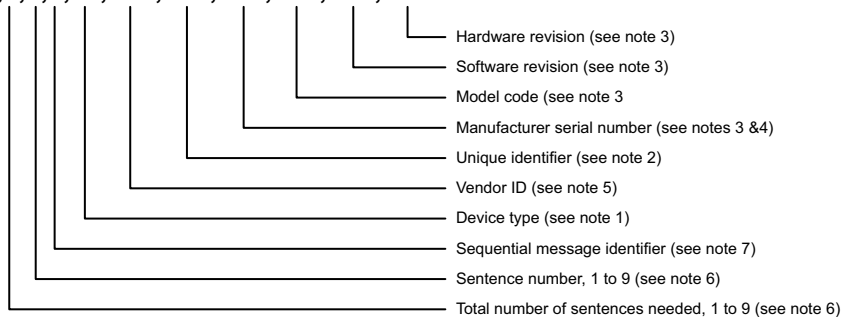 Hardware revision (see note 3)
Software revision (see note 3)
Model code (see note 3
Manufacturer serial number (see notes 3 &4)
Unique identifier (see note 2)
Vendor ID (see note 5)
Device type (see note 1)
Sequential message identifier (see note 7)
Sentence number, 1 to 9 (see note 6)
Total number of sentences needed, 1 to 9 (see note 6)